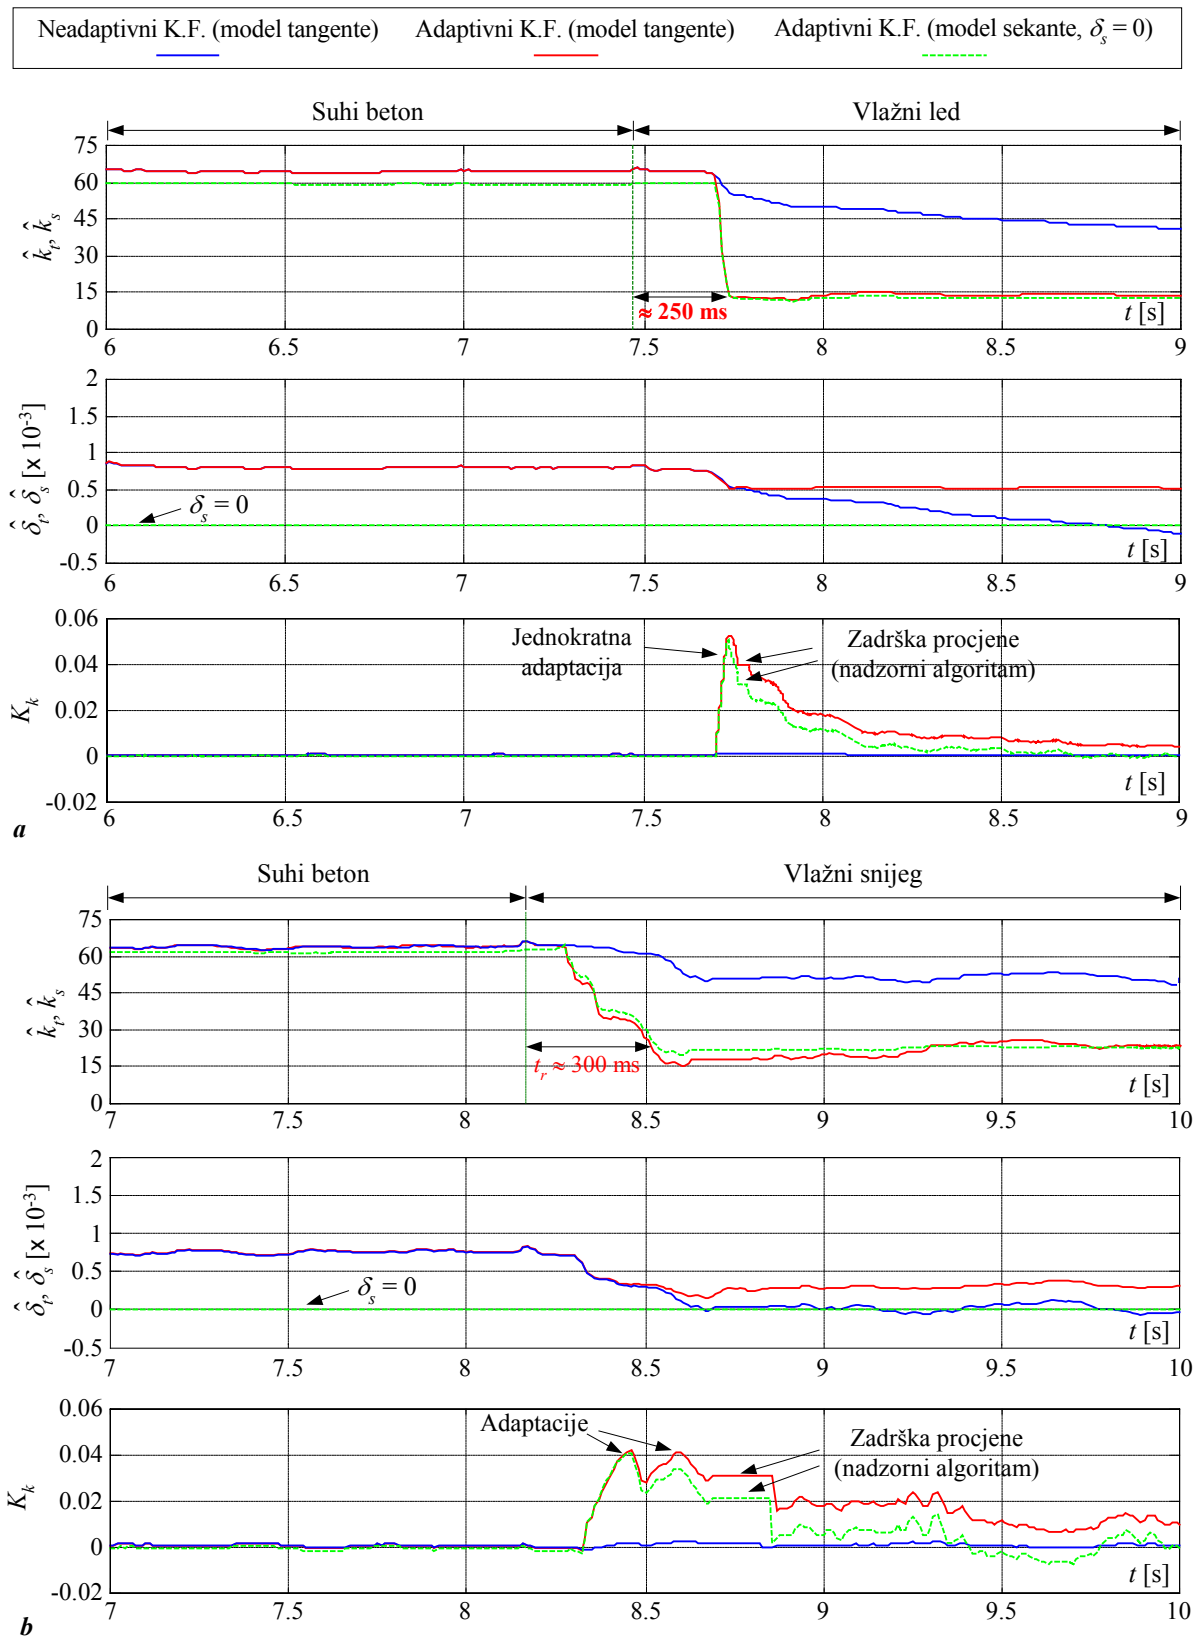 Neadaptivni K.F. (model tangente) Adaptivni K.F. (model tangente) Adaptivni K.F. (model sekante, δs = 0)
Suhi beton Vlažni led
75
60
45
30
15
0
k̂t, k̂s
≈ 250 ms
t [s]
6 6.5 7 7.5 8 8.5 9
2
1.5
1
0.5
0
-0.5
δ̂t, δ̂s [x 10⁻³]
δs = 0
t [s]
6 6.5 7 7.5 8 8.5 9
0.06
0.04
0.02
0
-0.02
Kk
Jednokratna
adaptacija
Zadrška procjene
(nadzorni algoritam)
t [s]
6 6.5 7 7.5 8 8.5 9
a
Suhi beton Vlažni snijeg
75
60
45
30
15
0
k̂t, k̂s
tr ≈ 300 ms
t [s]
7 7.5 8 8.5 9 9.5 10
2
1.5
1
0.5
0
-0.5
δ̂t, δ̂s [x 10⁻³]
δs = 0
t [s]
7 7.5 8 8.5 9 9.5 10
0.06
0.04
0.02
0
-0.02
Kk
Adaptacije
Zadrška procjene
(nadzorni algoritam)
t [s]
7 7.5 8 8.5 9 9.5 10
b